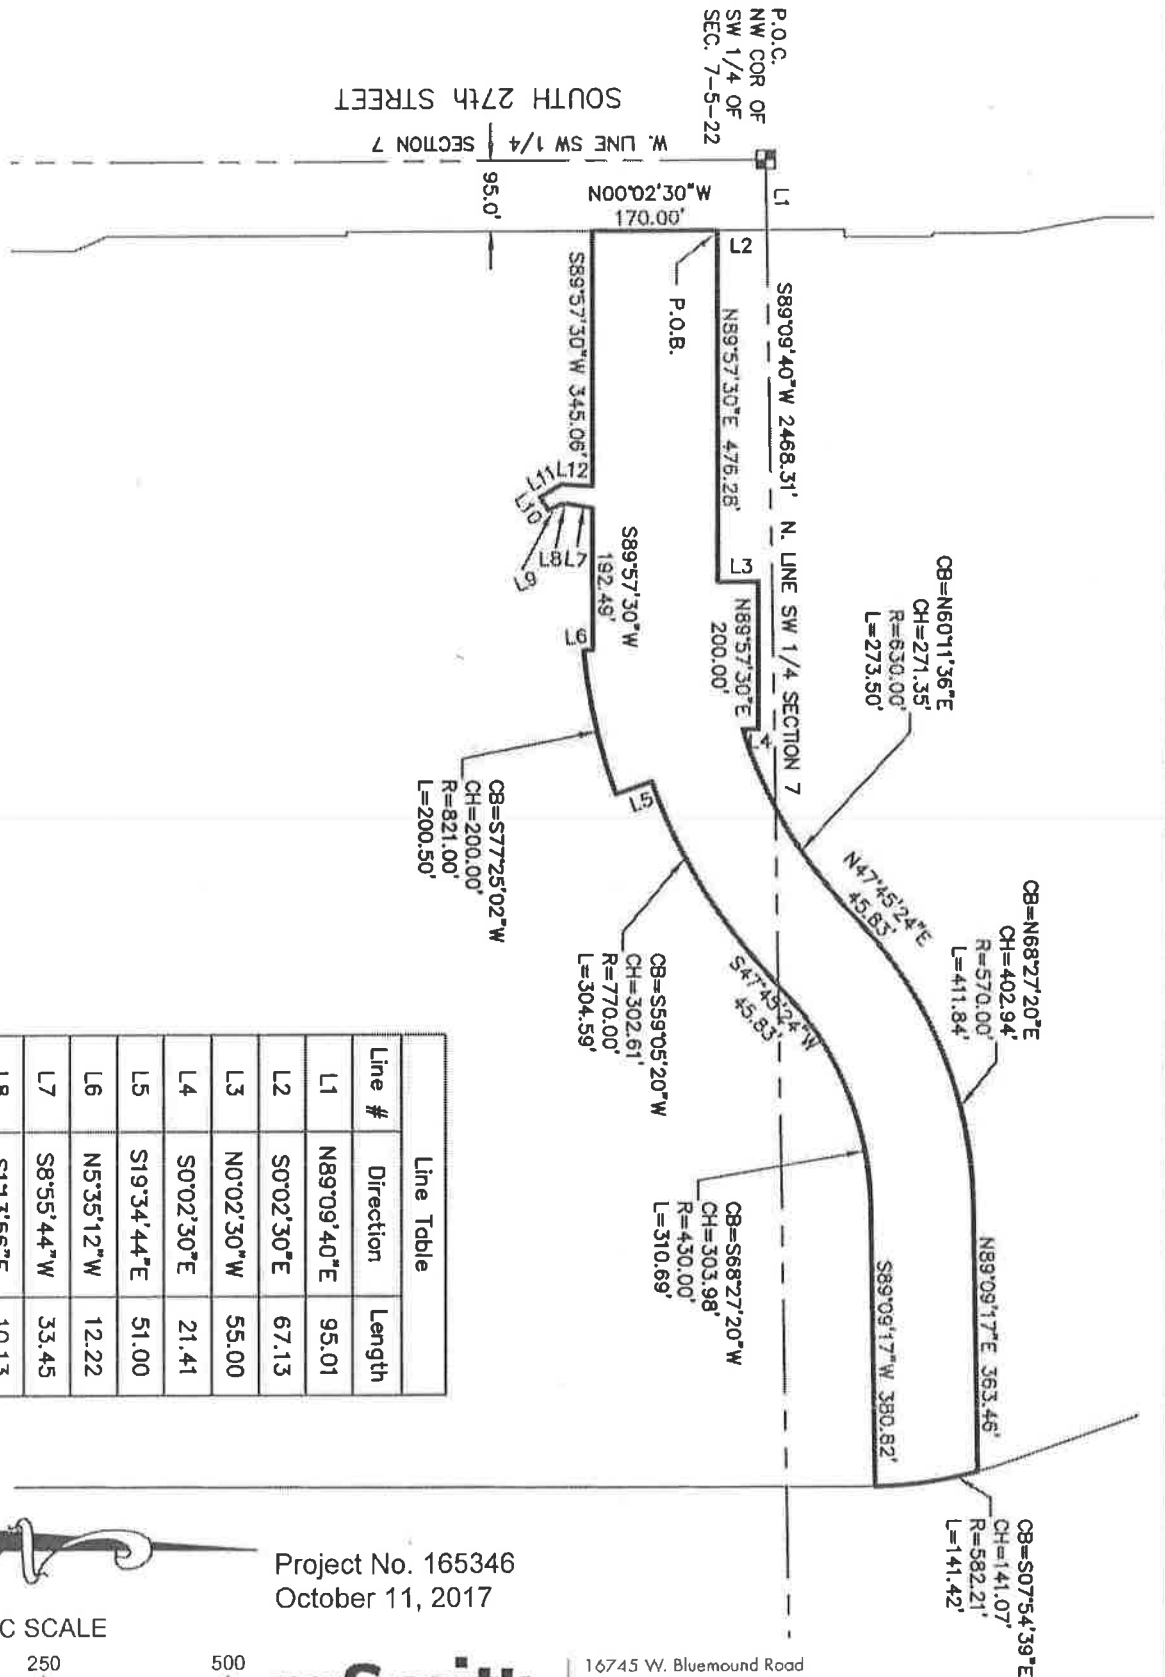 P.O.C.
NW COR OF
SW 1/4 OF
SEC. 7-5-22
SOUTH 27th STREET
W. LINE SW 1/4 SECTION 7
95.0'
L1
S89°09'40"W 2468.31' N. LINE SW 1/4 SECTION 7
N00°02'30"W
170.00'
L2
P.O.B.
N89°57'30"E 476.28'
L3
N89°57'30"E
200.00'
L4
CB=N60°11'36"E
CH=271.35'
R=630.00'
L=273.50'
N47°45'24"E
45.83'
CB=N68°27'20"E
CH=402.94'
R=570.00'
L=411.84'
N89°09'17"E 363.46'
CB=S07°54'39"E
CH=141.07'
R=582.21'
L=141.42'
S89°09'17"W 380.82'
CB=S68°27'20"W
CH=303.98'
R=430.00'
L=310.69'
S47°45'24"W
45.83'
CB=S59°05'20"W
CH=302.61'
R=770.00'
L=304.59'
L5
CB=S77°25'02"W
CH=200.00'
R=821.00'
L=200.50'
L6
S89°57'30"W
192.49'
L7
L8
L9
L10
L11
L12
S89°57'30"W 345.06'
Line Table
Line # Direction Length
L1 N89°09'40"E 95.01
L2 S0°02'30"E 67.13
L3 N0°02'30"W 55.00
L4 S0°02'30"E 21.41
L5 S19°34'44"E 51.00
L6 N5°35'12"W 12.22
L7 S8°55'44"W 33.45
L8 10.13
Project No. 165346
October 11, 2017
C SCALE
250 500
16745 W. Bluemound Road